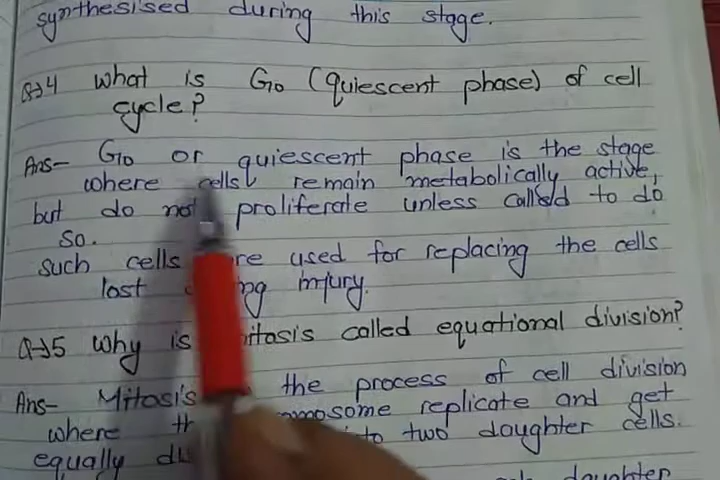 synthesised during this stage.
Q→4 What is G0 (quiescent phase) of cell
cycle?
Ans- G0 or quiescent phase is the stage
where cells remain metabolically active,
but do not proliferate unless called to do
so.
such cells are used for replacing the cells
lost injury.
Q→5 Why is mitosis called equational division?
Ans- Mitosis the process of cell division
where replicate and get
equally two daughter cells.
daughter